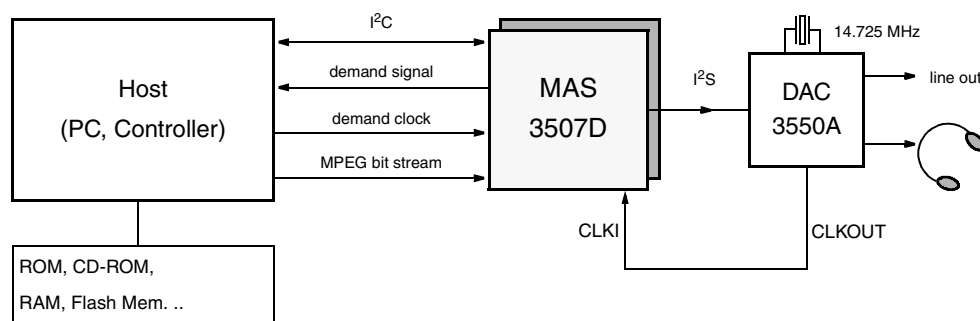 Host
(PC, Controller)
I²C
demand signal
demand clock
MPEG bit stream
MAS
3507D
I²S
14.725 MHz
DAC
3550A
line out
CLKI
CLKOUT
ROM, CD-ROM,
RAM, Flash Mem. ..